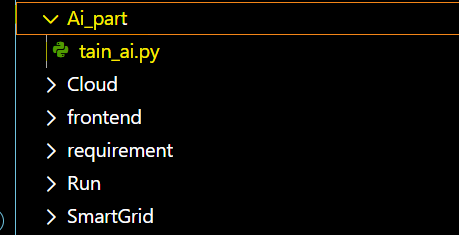 Ai_part
tain_ai.py
Cloud
frontend
requirement
Run
SmartGrid